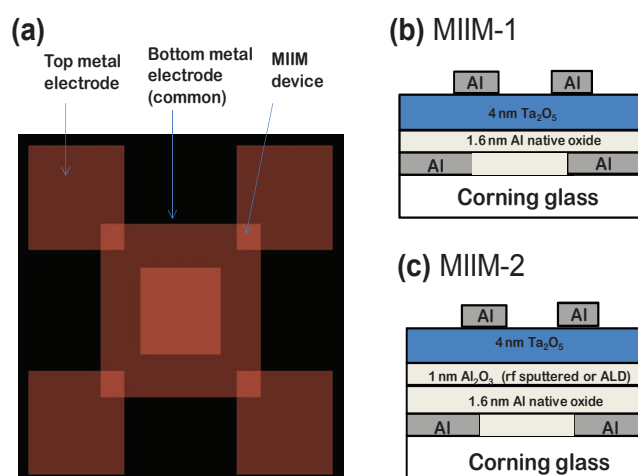 (a)
Top metal
electrode
Bottom metal
electrode
(common)
MIIM
device
(b) MIIM-1
Al Al
4 nm Ta₂O₅
1.6 nm Al native oxide
Al Al
Corning glass
(c) MIIM-2
Al Al
4 nm Ta₂O₅
1 nm Al₂O₃ (rf sputtered or ALD)
1.6 nm Al native oxide
Al Al
Corning glass